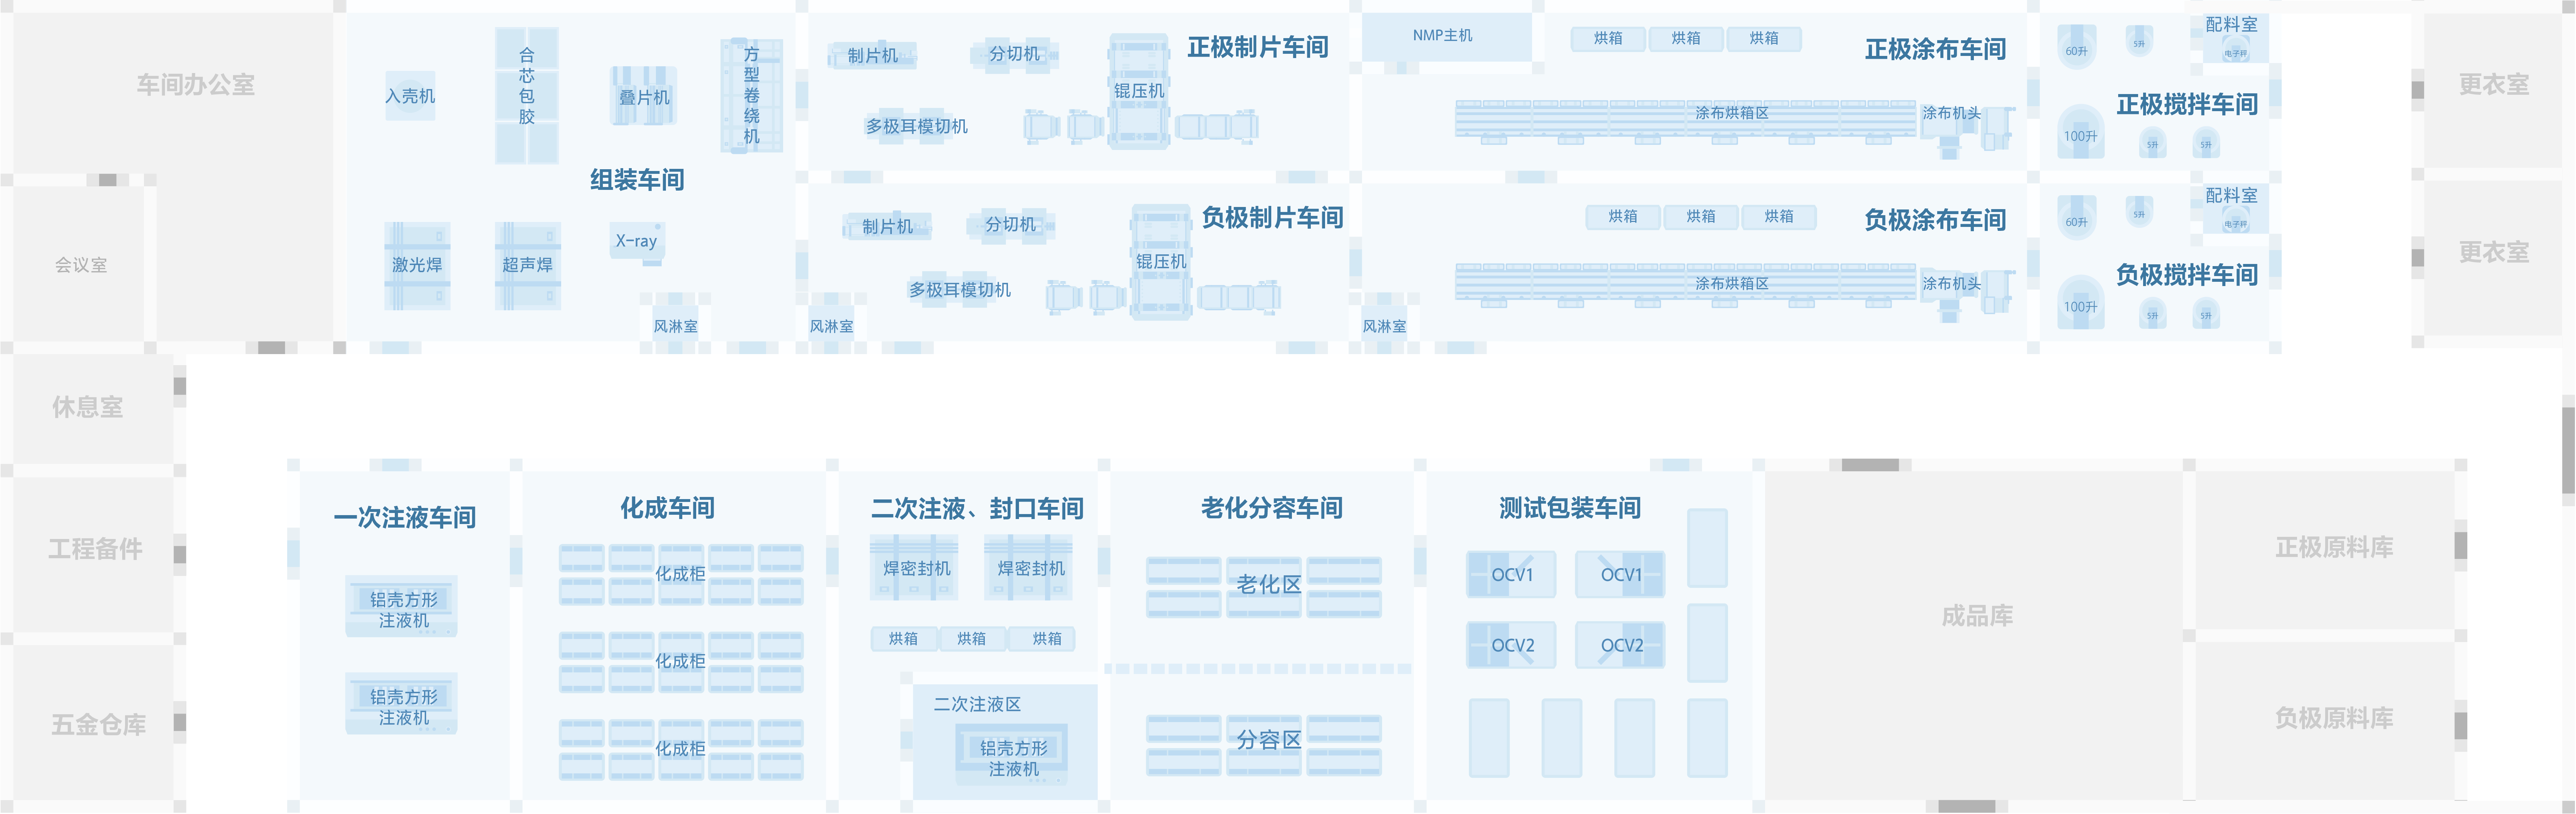 车间办公室
会议室
入壳机
合芯包胶
叠片机
方型卷绕机
组装车间
激光焊
超声焊
X-ray
风淋室
制片机
分切机
正极制片车间
多极耳模切机
辊压机
制片机
分切机
负极制片车间
多极耳模切机
辊压机
风淋室
NMP主机
烘箱
烘箱
烘箱
正极涂布车间
涂布烘箱区
涂布机头
烘箱
烘箱
烘箱
负极涂布车间
涂布烘箱区
涂布机头
风淋室
60升
5升
配料室
电子秤
正极搅拌车间
100升
5升
5升
60升
5升
配料室
电子秤
负极搅拌车间
100升
5升
5升
更衣室
更衣室
休息室
工程备件
五金仓库
一次注液车间
铝壳方形
注液机
铝壳方形
注液机
化成车间
化成柜
化成柜
化成柜
二次注液、封口车间
焊密封机
焊密封机
烘箱
烘箱
烘箱
二次注液区
铝壳方形
注液机
老化分容车间
老化区
分容区
测试包装车间
OCV1
OCV1
OCV2
OCV2
成品库
正极原料库
负极原料库